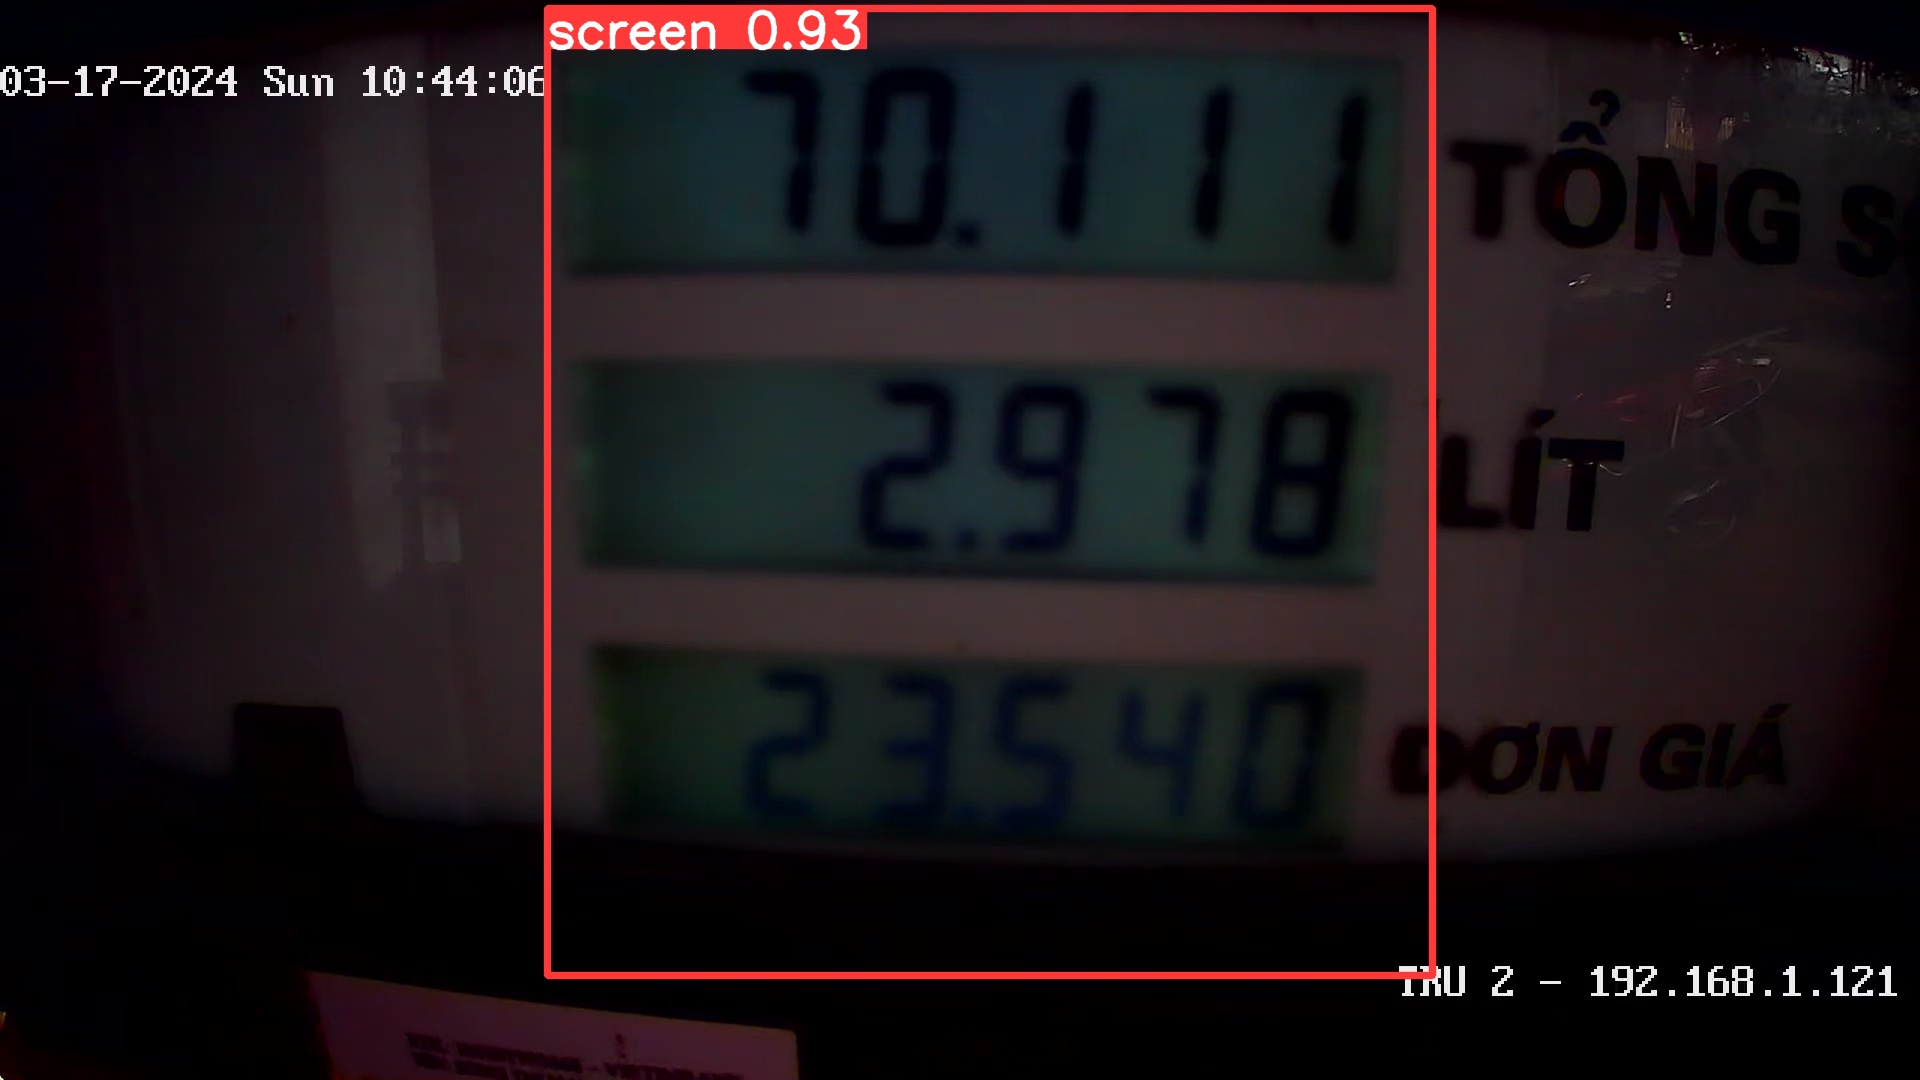 screen 0.93
03-17-2024 Sun 10:44:06
70.111
TỔNG S
2.978
LÍT
23.540
ĐƠN GIÁ
TRU 2 - 192.168.1.121